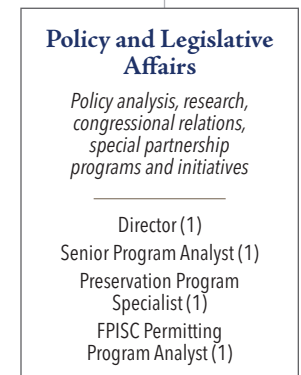 Policy and Legislative
Affairs
Policy analysis, research,
congressional relations,
special partnership
programs and initiatives
Director (1)
Senior Program Analyst (1)
Preservation Program
Specialist (1)
FPISC Permitting
Program Analyst (1)